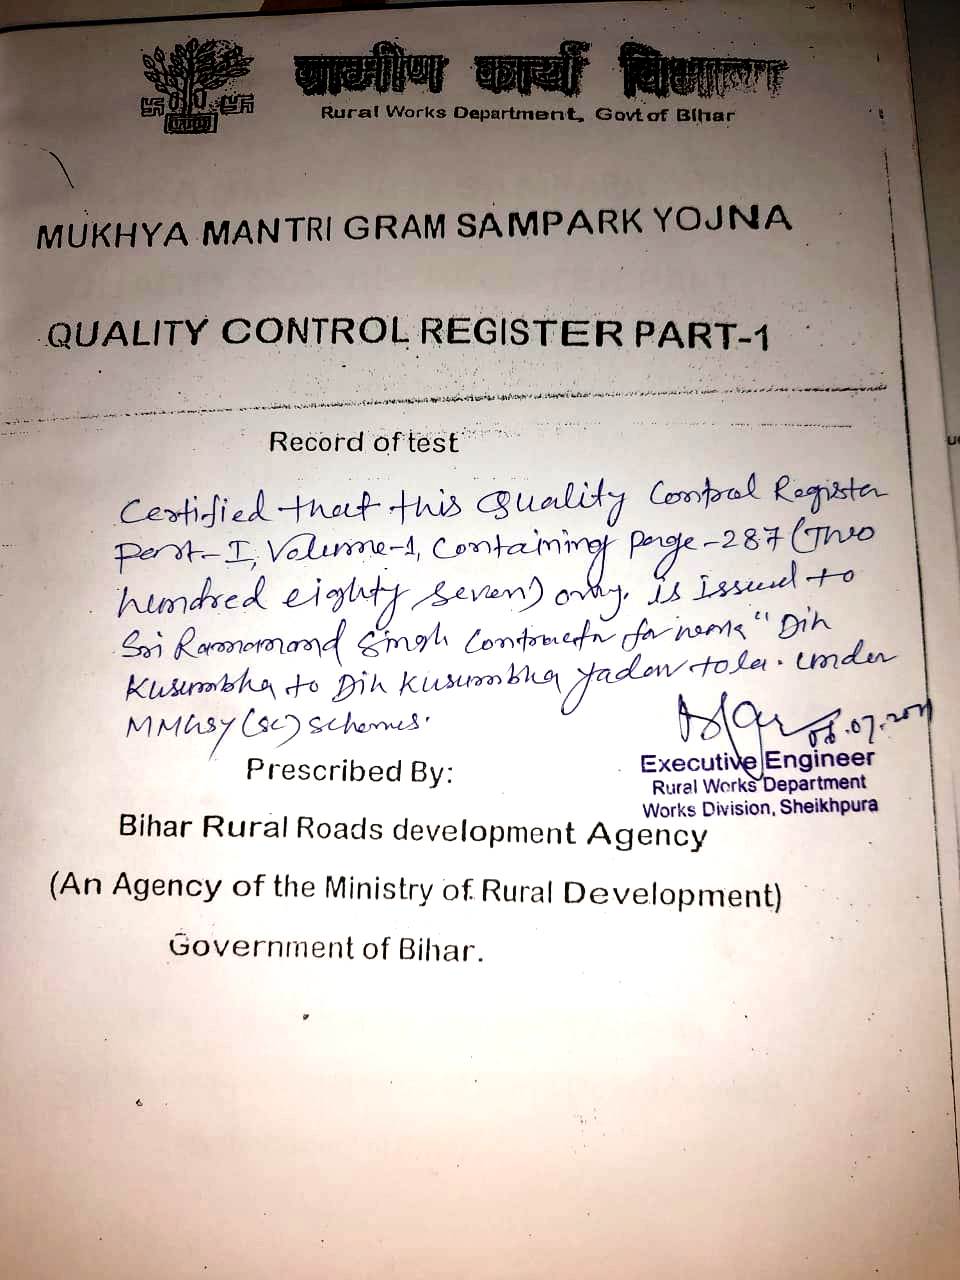 ग्रामीण कार्य विभाग
Rural Works Department, Govt of Bihar
MUKHYA MANTRI GRAM SAMPARK YOJNA
QUALITY CONTROL REGISTER PART-1
Record of test
Certified that this Quality Control Register
Part-I, Volume-1, Containing page-287 (Two
hundred eighty seven) only. is Issued to
Sri Ramanand Singh Contractor for name "Dih
Kusumbha to Dih Kusumbha Yadav tola. under
MMGSY (SC) schemes.
Prescribed By:
Executive Engineer
Rural Works Department
Works Division, Sheikhpura
Bihar Rural Roads development Agency
(An Agency of the Ministry of Rural Development)
Government of Bihar.